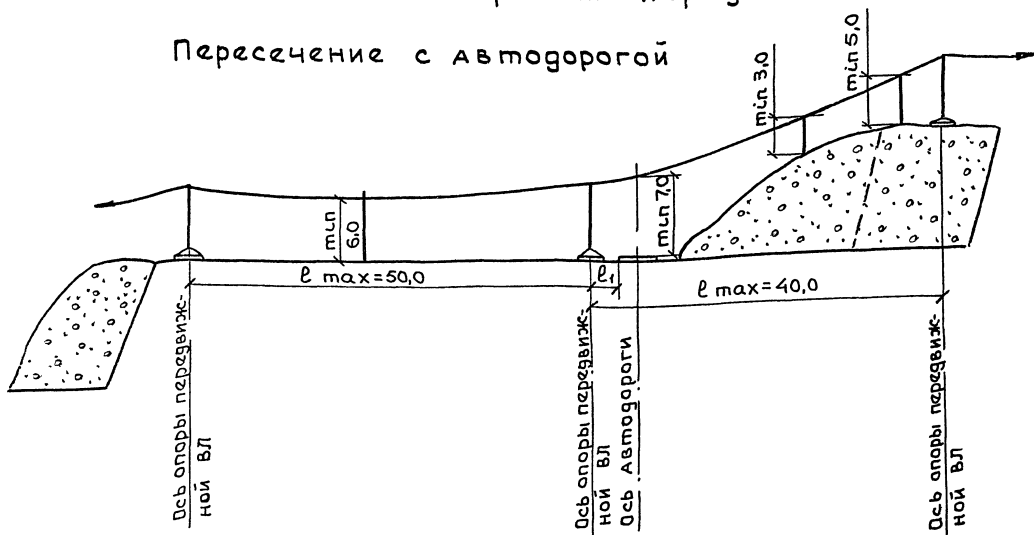 Пересечение с Автодорогой
min 3,0
min 5,0
min
6,0
min 7,0
ℓ max=50,0
ℓ₁
ℓ max=40,0
Ось опоры передвиж-
ной ВЛ
Ось опоры передвиж-
ной ВЛ
Ось Автодороги
Ось опоры передвиж-
ной ВЛ